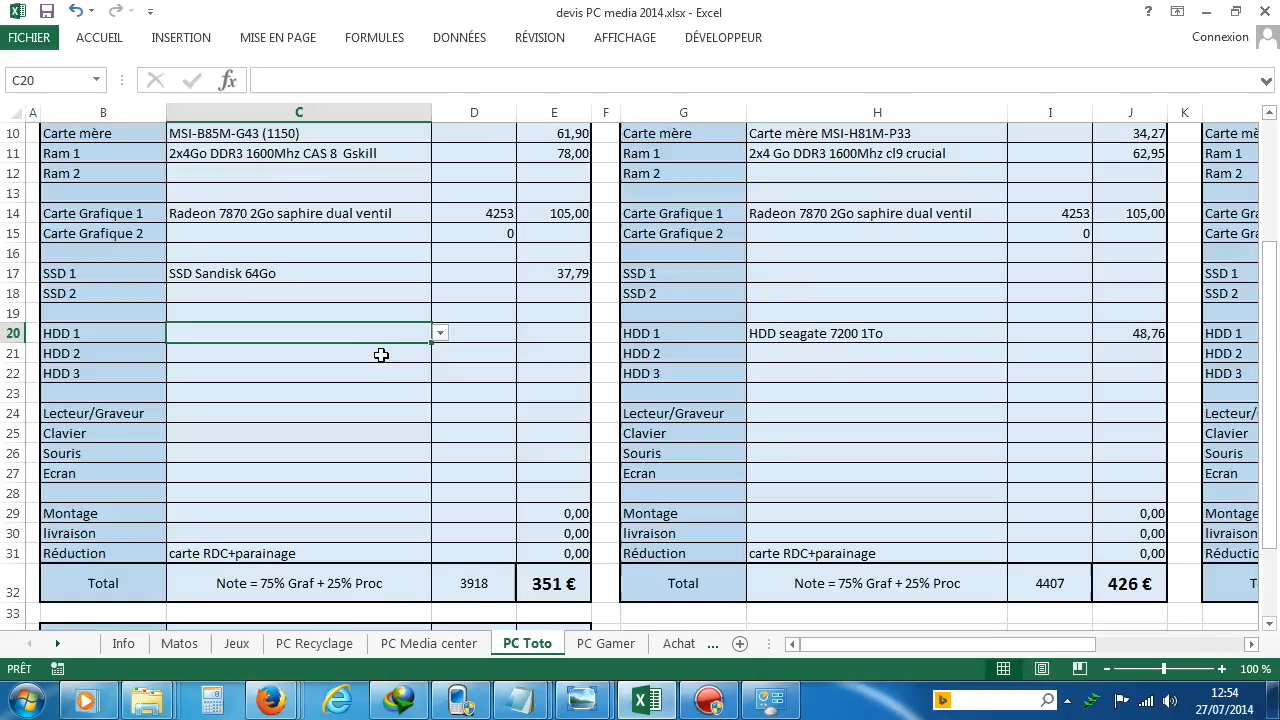 devis PC media 2014.xlsx - Excel
FICHIER ACCUEIL INSERTION MISE EN PAGE FORMULES DONNÉES RÉVISION AFFICHAGE DÉVELOPPEUR Connexion
C20 fx
A B C D E F G H I J K
10 Carte mère MSI-B85M-G43 (1150) 61,90 Carte mère Carte mère MSI-H81M-P33 34,27 Carte mè
11 Ram 1 2x4Go DDR3 1600Mhz CAS 8 Gskill 78,00 Ram 1 2x4 Go DDR3 1600Mhz cl9 crucial 62,95 Ram 1
12 Ram 2 Ram 2 Ram 2
13
14 Carte Grafique 1 Radeon 7870 2Go saphire dual ventil 4253 105,00 Carte Grafique 1 Radeon 7870 2Go saphire dual ventil 4253 105,00 Carte Gra
15 Carte Grafique 2 0 Carte Grafique 2 0 Carte Gra
16
17 SSD 1 SSD Sandisk 64Go 37,79 SSD 1 SSD 1
18 SSD 2 SSD 2 SSD 2
19
20 HDD 1 HDD 1 HDD seagate 7200 1To 48,76 HDD 1
21 HDD 2 HDD 2 HDD 2
22 HDD 3 HDD 3 HDD 3
23
24 Lecteur/Graveur Lecteur/Graveur Lecteur/
25 Clavier Clavier Clavier
26 Souris Souris Souris
27 Ecran Ecran Ecran
28
29 Montage 0,00 Montage 0,00 Montage
30 livraison 0,00 livraison 0,00 livraison
31 Réduction carte RDC+parainage 0,00 Réduction carte RDC+parainage 0,00 Réductio
32 Total Note = 75% Graf + 25% Proc 3918 351 € Total Note = 75% Graf + 25% Proc 4407 426 € T
33
Info Matos Jeux PC Recyclage PC Media center PC Toto PC Gamer Achat ...
PRÊT 100 %
12:54
27/07/2014